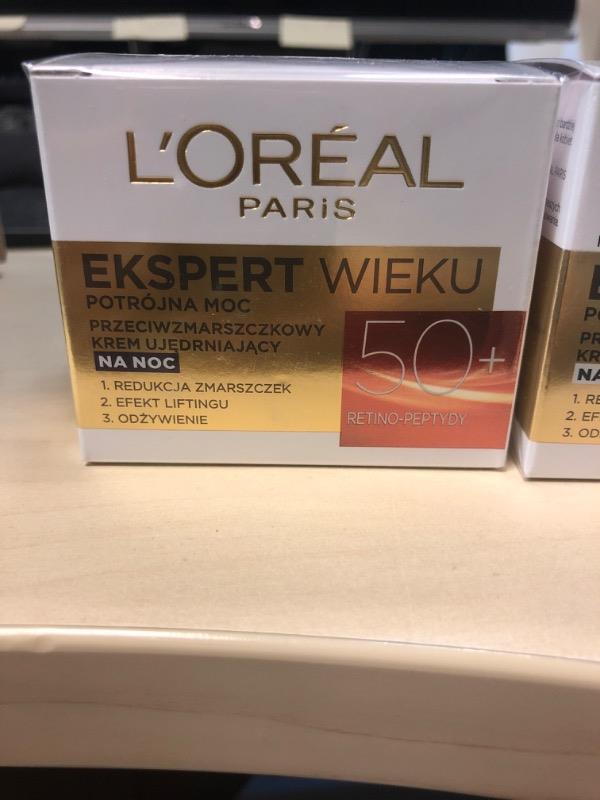 L'ORÉAL
PARiS
EKSPERT WIEKU
POTRÓJNA MOC
PRZECIWZMARSZCZKOWY
KREM UJĘDRNIAJĄCY
NA NOC
1. REDUKCJA ZMARSZCZEK
2. EFEKT LIFTINGU
3. ODŻYWIENIE
50+
RETINO-PEPTYDY